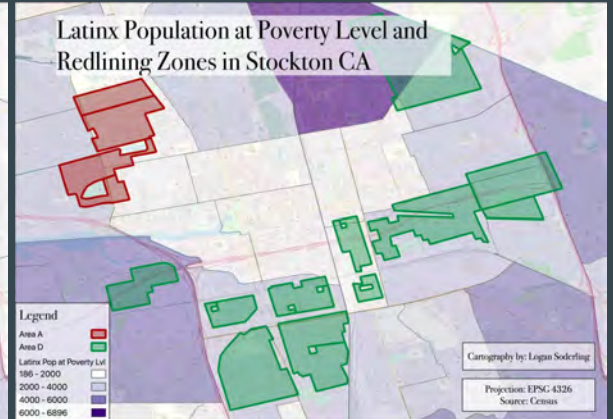 Latinx Population at Poverty Level and
Redlining Zones in Stockton CA
Legend
Area A
Area D
Latinx Pop at Poverty Lvl
186 - 2000
2000 - 4000
4000 - 6000
6000 - 6896
Cartography by: Logan Soderling
Projection: EPSG 4326
Source: Census